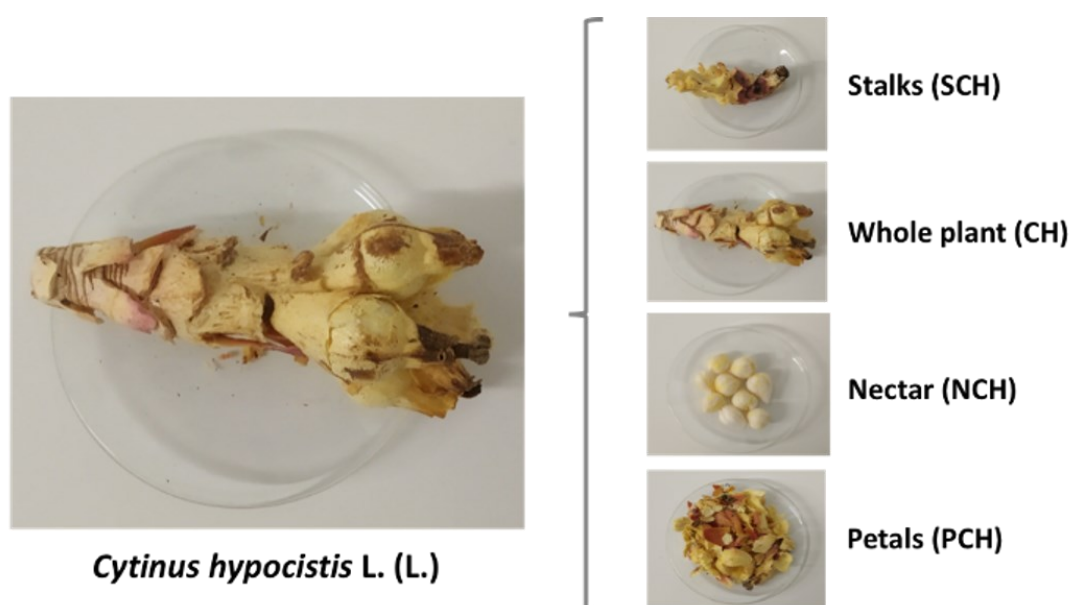 Stalks (SCH)
Whole plant (CH)
Nectar (NCH)
Petals (PCH)
Cytinus hypocistis L. (L.)